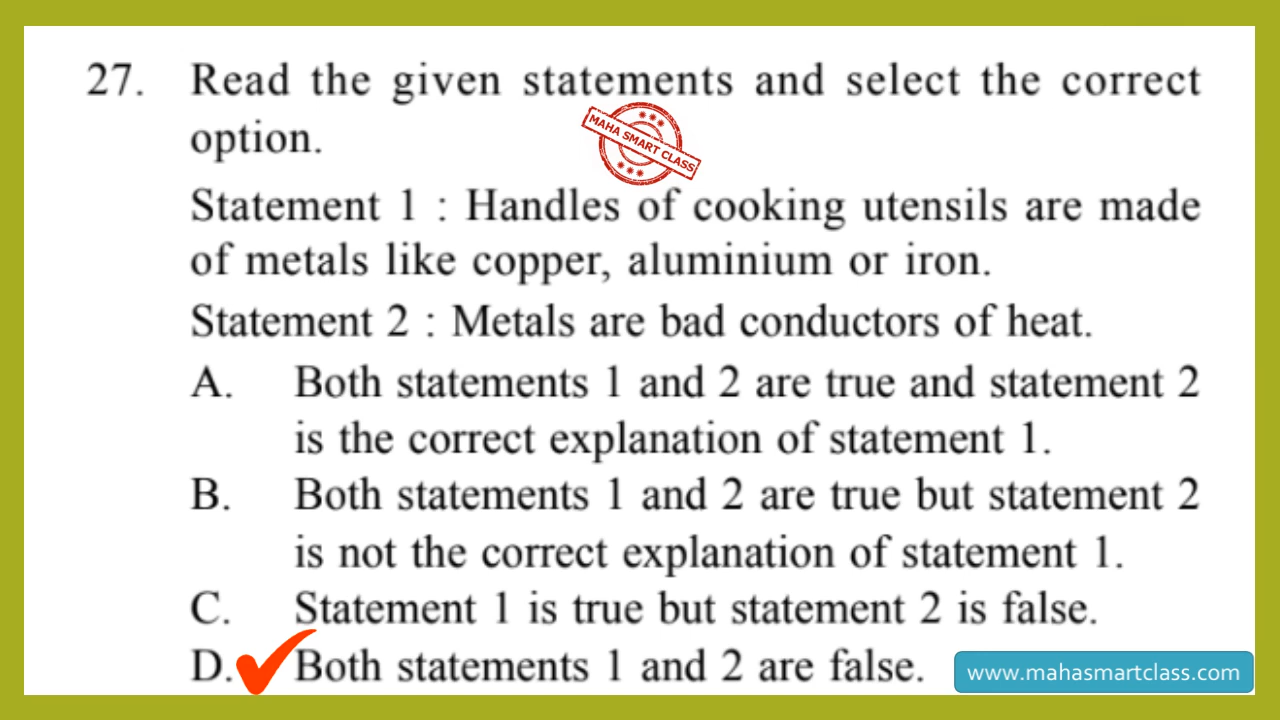 27. Read the given statements and select the correct
option.
MAHA SMART CLASS
Statement 1 : Handles of cooking utensils are made
of metals like copper, aluminium or iron.
Statement 2 : Metals are bad conductors of heat.
A. Both statements 1 and 2 are true and statement 2
is the correct explanation of statement 1.
B. Both statements 1 and 2 are true but statement 2
is not the correct explanation of statement 1.
C. Statement 1 is true but statement 2 is false.
D. Both statements 1 and 2 are false.
www.mahasmartclass.com